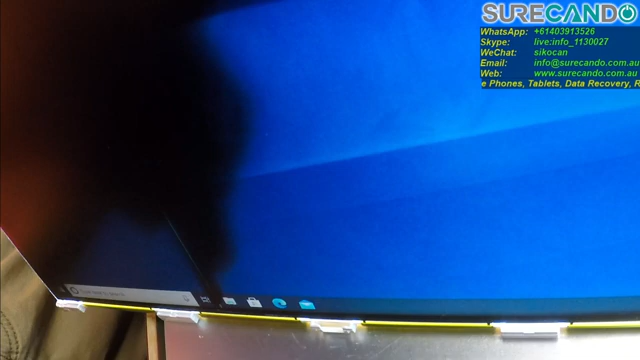 SURECANDO
WhatsApp: +61403913526
Skype: live:info_1130027
WeChat: sikocan
Email: info@surecando.com.au
Web: www.surecando.com.au
e Phones, Tablets, Data Recovery, R